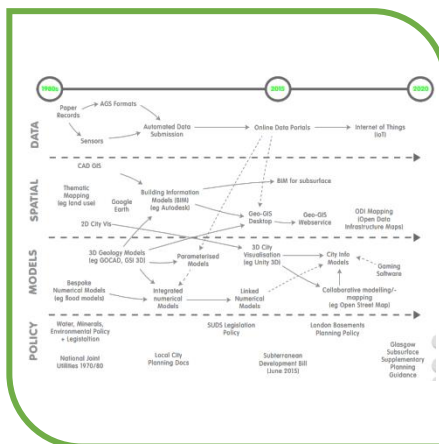 1980s
2015
2020
DATA
Paper
Records
AGS Formats
Sensors
Automated Data
Submission
Online Data Portals
Internet of Things
(IoT)
SPATIAL
CAD GIS
Thematic
Mapping
(eg land use)
Google
Earth
Building Information
Models (BIM)
(eg Autodesk)
BIM for subsurface
2D City Vis
Geo-GIS
Desktop
Geo-GIS
Webservice
ODI Mapping
(Open Data
Infrastructure Maps)
MODELS
3D Geology Models
(eg GOCAD, GSI 3D)
Parameterised
Models
3D City
Visualisation
(eg Unity 3D)
City Info
Models
Gaming
Software
Bespoke
Numerical Models
(eg flood models)
Integrated
numerical
Models
Linked
Numerical
Models
Collaborative modelling/-
mapping
(eg Open Street Map)
POLICY
Water, Minerals,
Environmental Policy
+ Legislation
SUDS Legislation
Policy
London Basements
Planning Policy
National Joint
Utilities 1970/80
Local City
Planning Docs
Subterranean
Development Bill
(June 2015)
Glasgow
Subsurface
Supplementary
Planning
Guidance